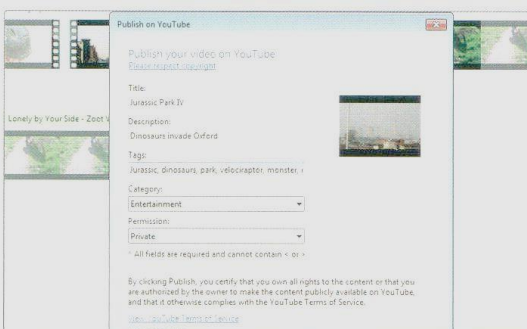 Publish on YouTube
Publish your video on YouTube
Please respect copyright
Title:
Jurassic Park IV
Lonely by Your Side - Zoot
Description:
Dinosaurs invade Oxford
Tags:
Jurassic, dinosaurs, park, velociraptor, monster,
Category:
Entertainment
Permission:
Private
* All fields are required and cannot contain < or
By clicking Publish, you certify that you own all rights to the content or that you
are authorized by the owner to make the content publicly available on YouTube,
and that it otherwise complies with the YouTube Terms of Service.
View YouTube Terms of Service